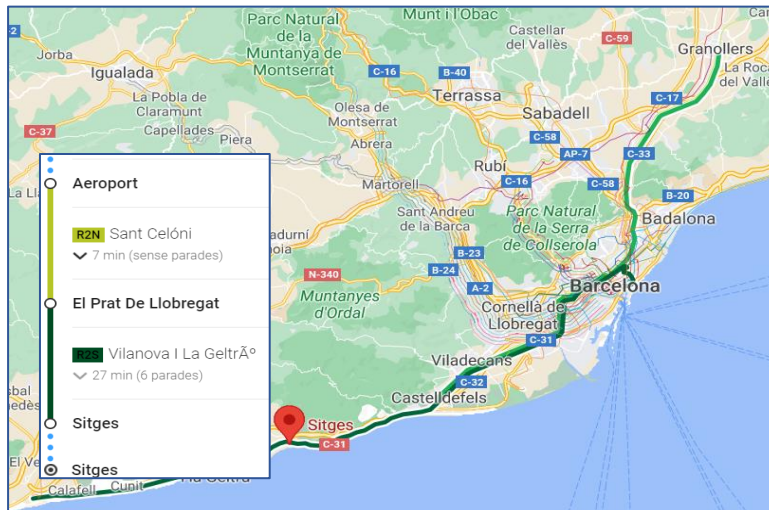 Parc Natural
de la
Muntanya de
Montserrat
Munt i l'Obac
Castellar
del Vallès
C-59
Granollers
La Roca
del Vallè
Jorba
Igualada
C-16
B-40
Terrassa
C-17
La Pobla de
Claramunt
Capellades
Piera
Olesa de
Montserrat
Abrera
Sabadell
C-58
C-37
AP-7
C-33
Rubí
C-16
C-58
Martorell
B-20
Sant Andreu
de la Barca
Parc Natural
de la Serra
de Collserola
Badalona
B-23
B-24
N-340
A-2
Barcelona
Muntanyes
d'Ordal
Cornellà de
Llobregat
C-31
Viladecans
C-32
Castelldefels
Sitges
C-31
Calafell
Cunit
Aeroport
R2N Sant Celóni
7 min (sense parades)
El Prat De Llobregat
R2S Vilanova I La GeltrÃº
27 min (6 parades)
Sitges
Sitges